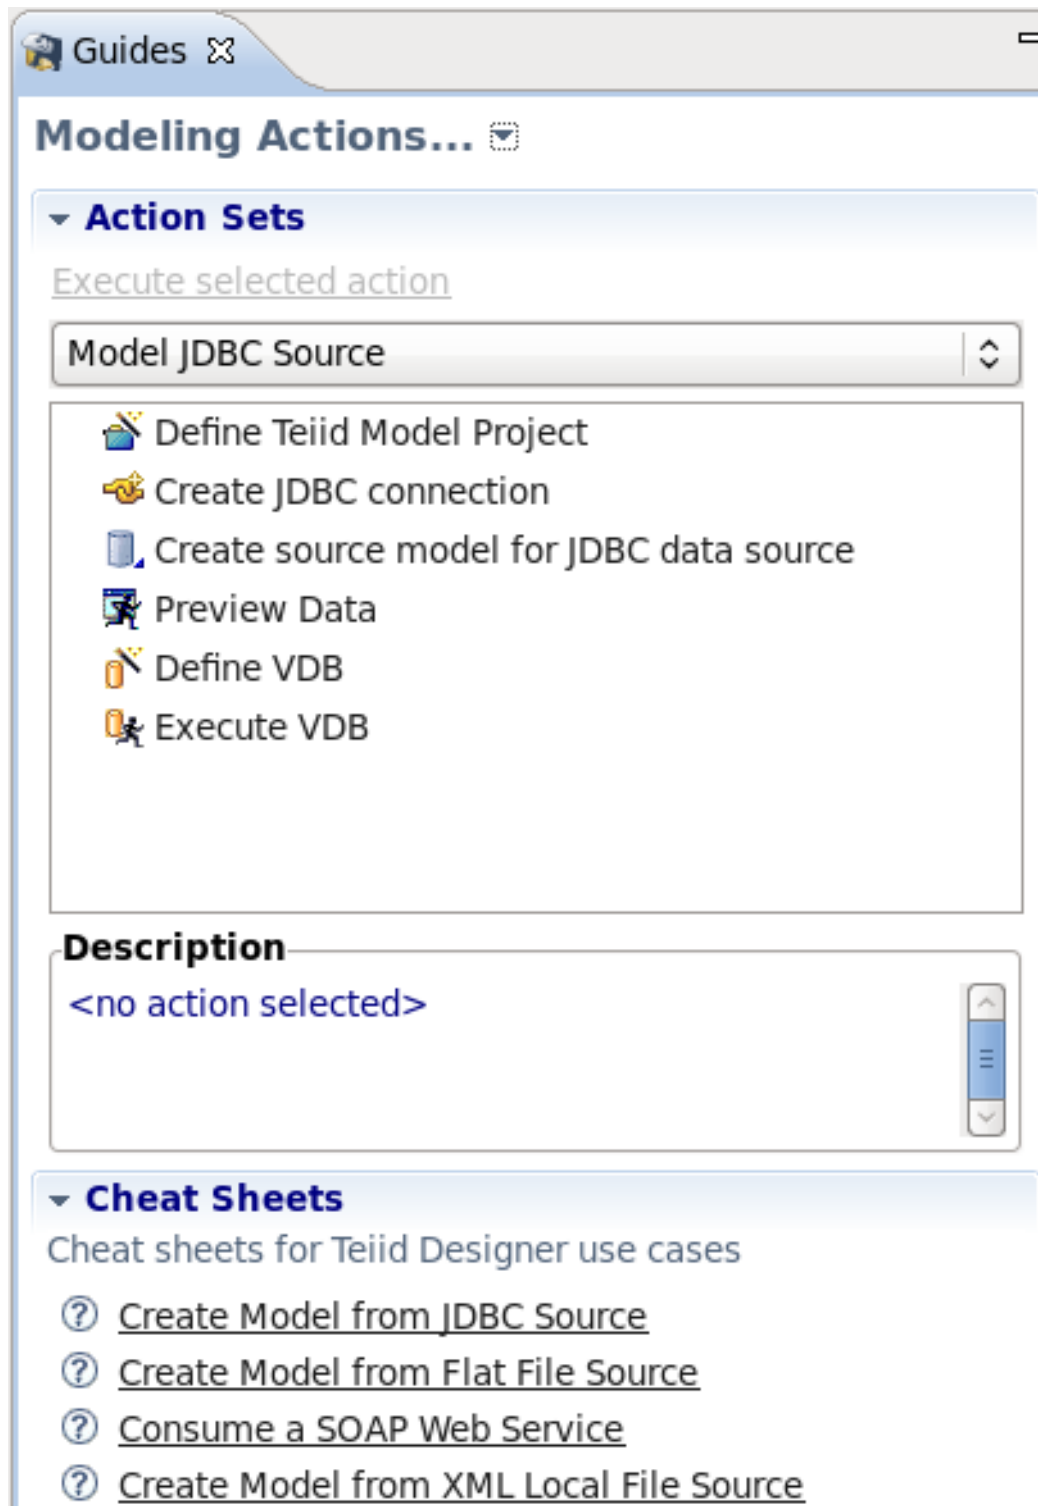 Guides
Modeling Actions...
Action Sets
Execute selected action
Model JDBC Source
Define Teiid Model Project
Create JDBC connection
Create source model for JDBC data source
Preview Data
Define VDB
Execute VDB
Description
<no action selected>
Cheat Sheets
Cheat sheets for Teiid Designer use cases
Create Model from JDBC Source
Create Model from Flat File Source
Consume a SOAP Web Service
Create Model from XML Local File Source